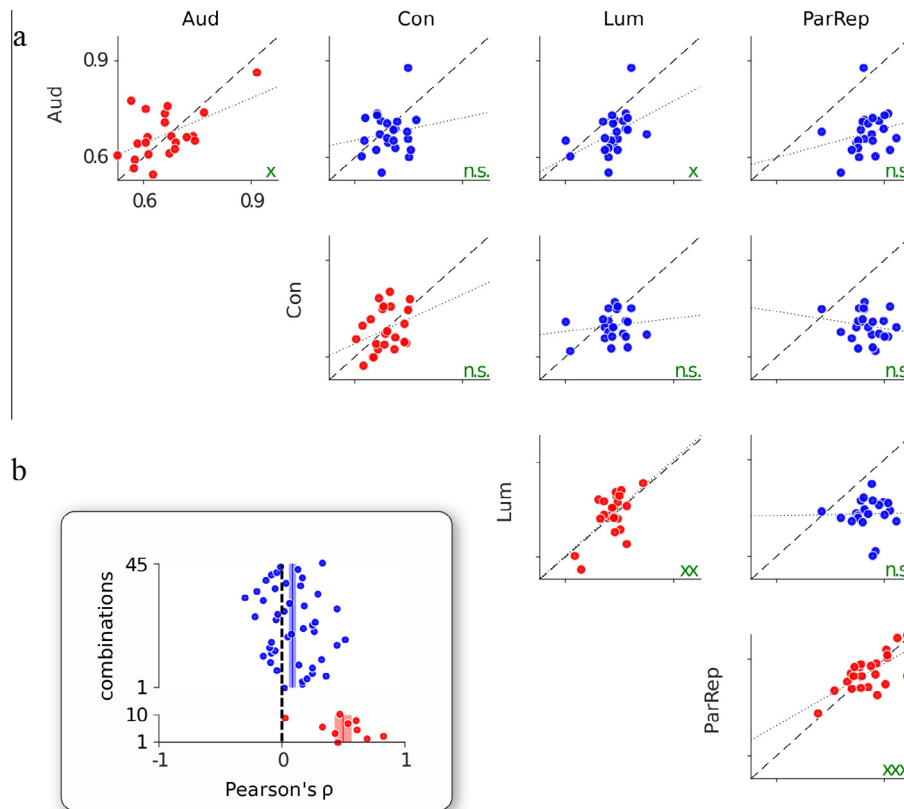 Aud Con Lum ParRep
a
Aud
0.9
0.6
x n.s. x n.s
0.6 0.9
Con
n.s. n.s. n.s
b
Lum
xx n.s
combinations
45
1
10
1
-1 0 1
Pearson's ρ
ParRep
xxx